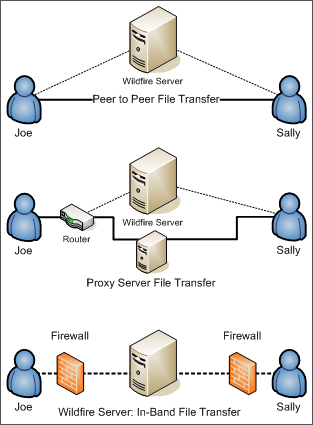 Wildfire Server
Peer to Peer File Transfer
Joe
Sally
Wildfire Server
Router
Joe
Sally
Proxy Server File Transfer
Firewall
Firewall
Joe
Sally
Wildfire Server: In-Band File Transfer